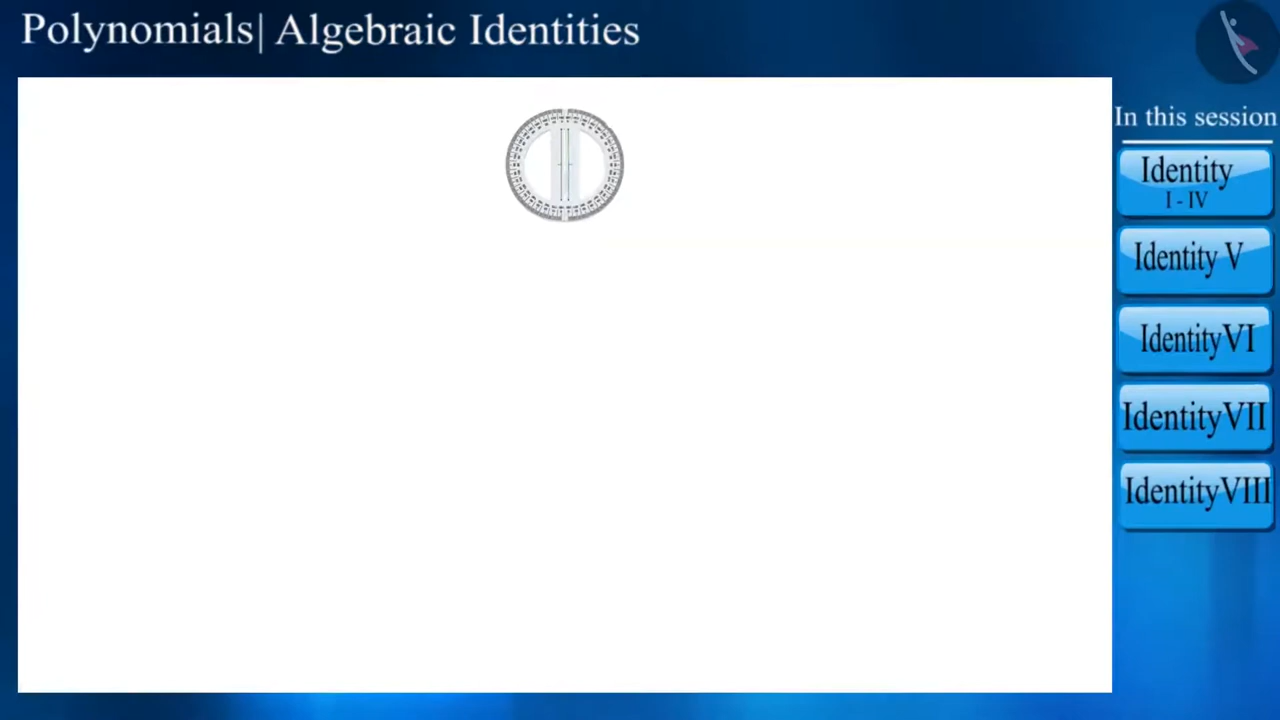 Polynomials| Algebraic Identities
In this session
Identity
I - IV
Identity V
IdentityVI
IdentityVII
IdentityVIII